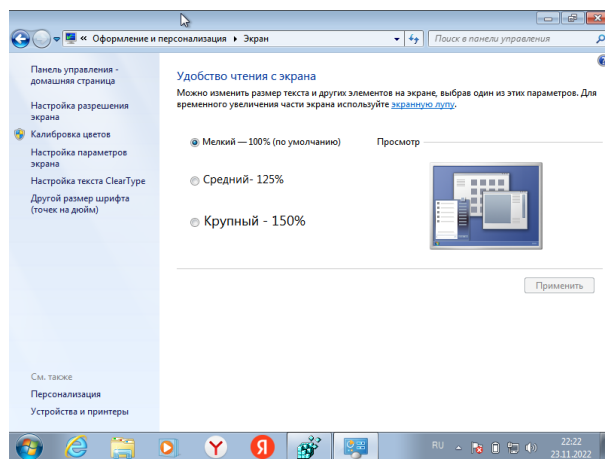 « Оформление и персонализация ▸ Экран
Поиск в панели управления
Панель управления -
домашняя страница
Настройка разрешения
экрана
Калибровка цветов
Настройка параметров
экрана
Настройка текста ClearType
Другой размер шрифта
(точек на дюйм)
См. также
Персонализация
Устройства и принтеры
Удобство чтения с экрана
Можно изменить размер текста и других элементов на экране, выбрав один из этих параметров. Для
временного увеличения части экрана используйте экранную лупу.
Мелкий — 100% (по умолчанию)
Просмотр
Средний- 125%
Крупный - 150%
Применить
Y
Я
RU
22:22
23.11.2022